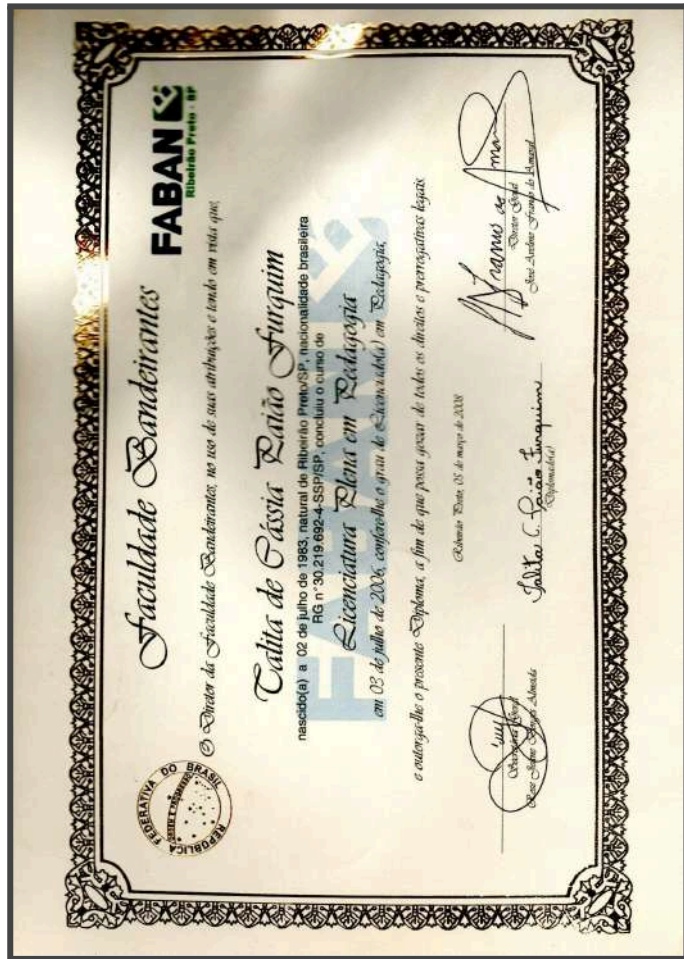 Faculdade Bandeirantes
FABAN
Ribeirão Preto - SP
REPÚBLICA FEDERATIVA DO BRASIL
O Diretor da Faculdade Bandeirantes, no uso de suas atribuições e tendo em vista que,
Talita de Cássia Paião Furquim
nascido(a) a 02 de julho de 1983, natural de Ribeirão Preto/SP, nacionalidade brasileira
RG n°30.219.692-4-SSP/SP, concluiu o curso de
Licenciatura Plena em Pedagogia
em 03 de julho de 2006, confere-lhe o grau de Licenciado(a) em Pedagogia,
e outorga-lhe o presente Diploma, a fim de que possa gozar de todos os direitos e prerrogativas legais
Ribeirão Preto, 05 de março de 2008
Secretária Geral
Talita C. Paião Furquim
Diplomado(a)
Diretor Geral
José Antônio Franso do Amaral
FABAN